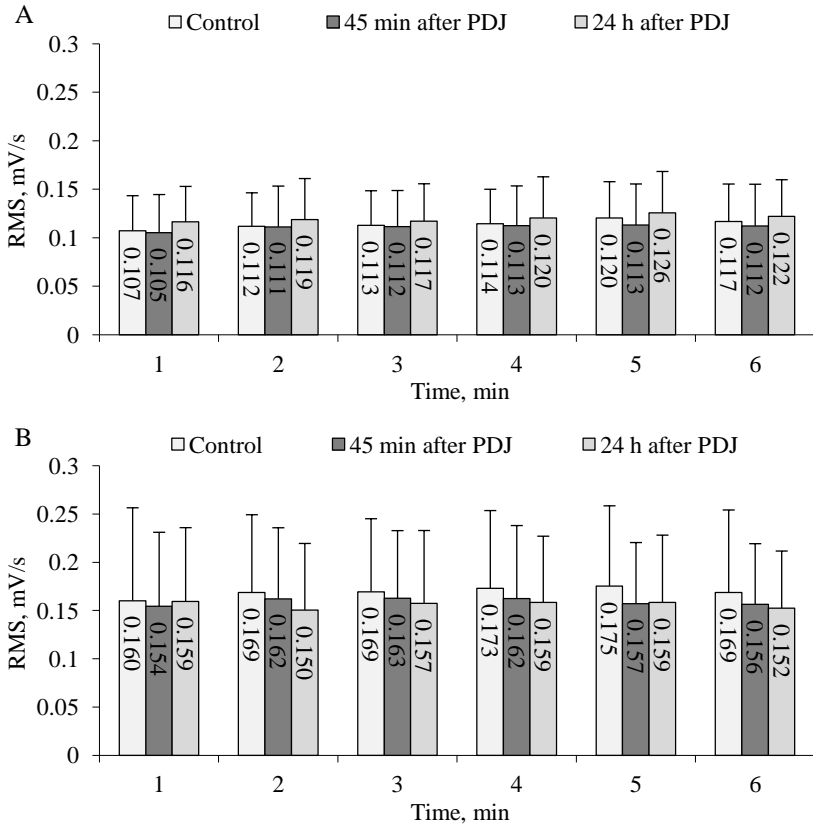 A
Control 45 min after PDJ 24 h after PDJ
0.3
0.25
0.2
0.15
0.1
0.05
0
RMS, mV/s
0.107 0.105 0.116 0.112 0.111 0.119 0.113 0.112 0.117 0.114 0.113 0.120 0.120 0.113 0.126 0.117 0.112 0.122
1 2 3 4 5 6
Time, min
B
Control 45 min after PDJ 24 h after PDJ
0.3
0.25
0.2
0.15
0.1
0.05
0
RMS, mV/s
0.160 0.154 0.159 0.169 0.162 0.150 0.169 0.163 0.157 0.173 0.162 0.159 0.175 0.157 0.159 0.169 0.156 0.152
1 2 3 4 5 6
Time, min